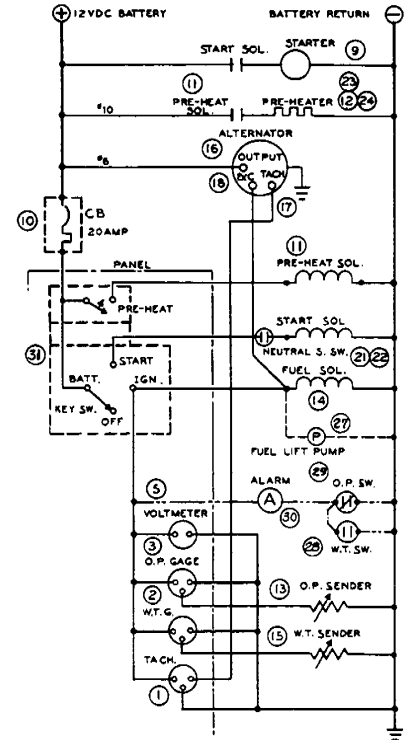 + 12VDC BATTERY BATTERY RETURN −
START SOL. STARTER 9
11 23
#10 PRE-HEAT SOL. PRE-HEATER 12 24
ALTERNATOR
16 OUTPUT
#6
18 EXC TACH.
17
10 CB
20AMP
PANEL
11
PRE-HEAT SOL.
PRE-HEAT
31
START SOL
START
NEUTRAL S. SW. 21 22
BATT. IGN. FUEL SOL.
14
KEY SW. OFF
27
P
FUEL LIFT PUMP
29
5 ALARM O.P. SW.
A
VOLTMETER 30
3 28 W.T. SW.
O.P. GAGE
2 13 O.P. SENDER
W.T.G.
15 W.T. SENDER
TACH.
1